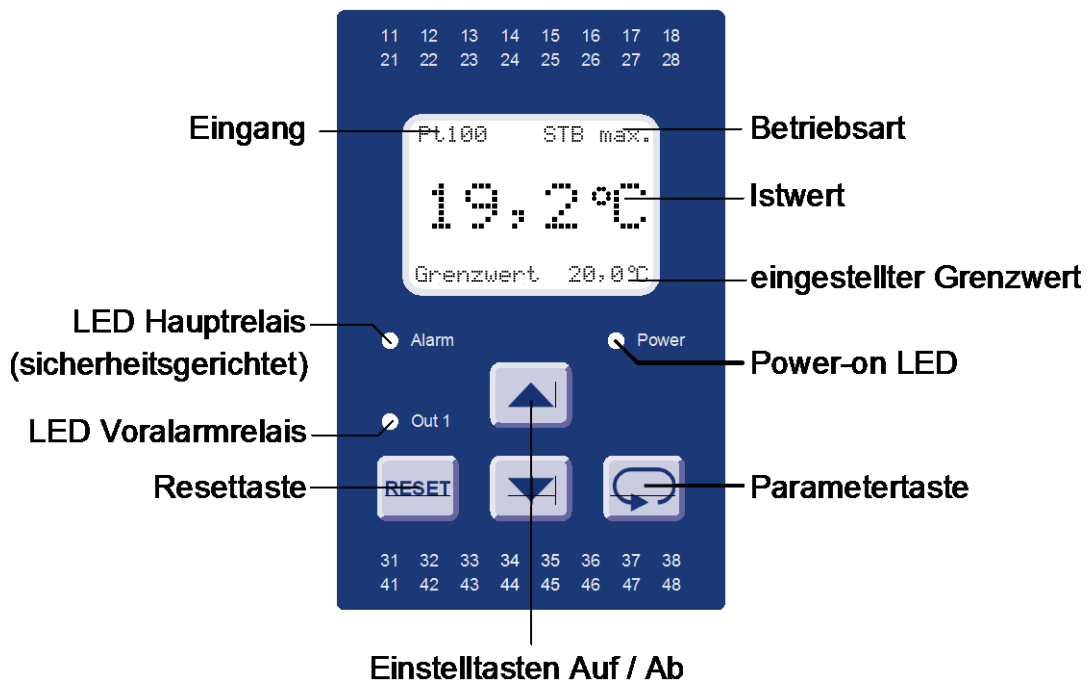 11 12 13 14 15 16 17 18
21 22 23 24 25 26 27 28
Eingang
Pt100 STB max.
Betriebsart
19,2°C
Istwert
Grenzwert 20,0°C
eingestellter Grenzwert
LED Hauptrelais
(sicherheitsgerichtet)
Alarm
Power
Power-on LED
LED Voralarmrelais
Out 1
Resettaste
RESET
Parametertaste
31 32 33 34 35 36 37 38
41 42 43 44 45 46 47 48
Einstelltasten Auf / Ab